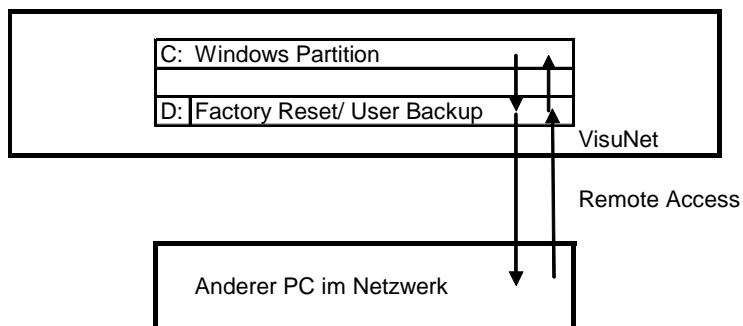 C: Windows Partition
D: Factory Reset/ User Backup
VisuNet
Remote Access
Anderer PC im Netzwerk